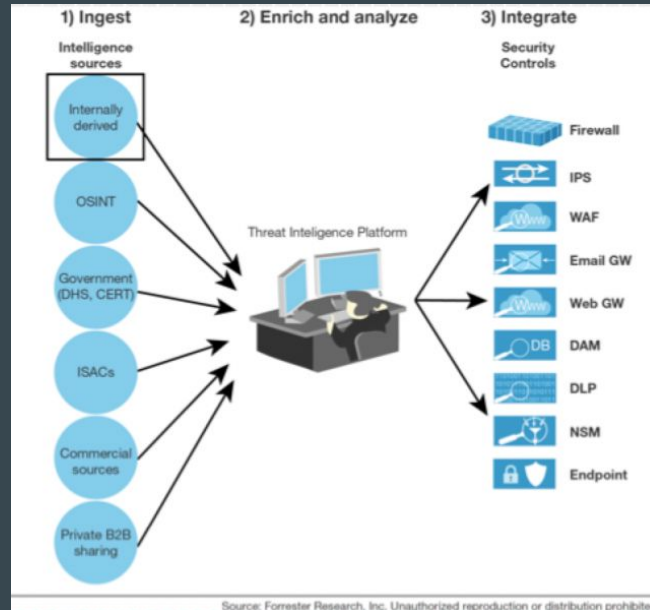 1) Ingest
2) Enrich and analyze
3) Integrate
Intelligence
sources
Security
Controls
Internally
derived
OSINT
Government
(DHS, CERT)
ISACs
Commercial
sources
Private B2B
sharing
Threat Inteligence Platform
Firewall
IPS
Www
WAF
Email GW
Www
Web GW
DB
DAM
DLP
NSM
Endpoint
Source: Forrester Research, Inc. Unauthorized reproduction or distribution prohibite